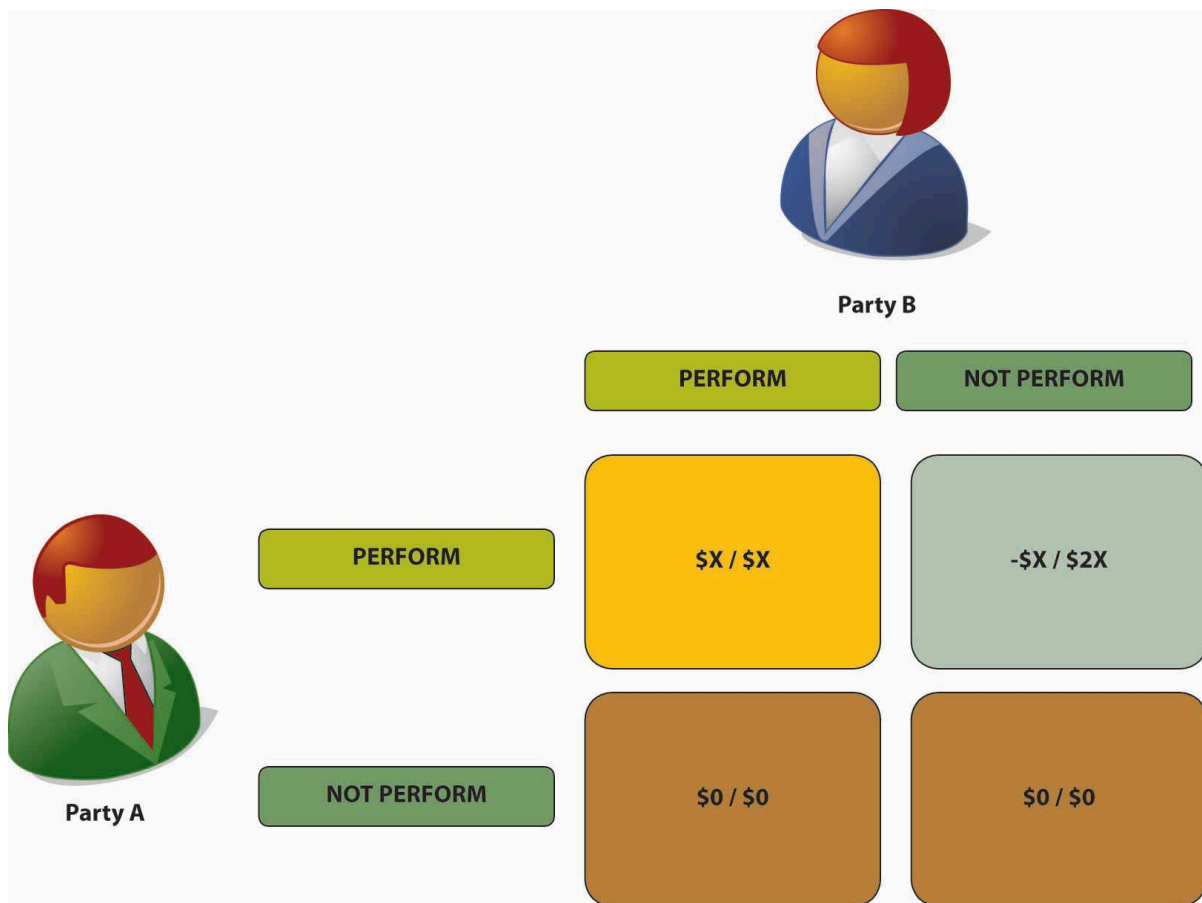 Party B
PERFORM
NOT PERFORM
PERFORM
$X / $X
-$X / $2X
Party A
NOT PERFORM
$0 / $0
$0 / $0